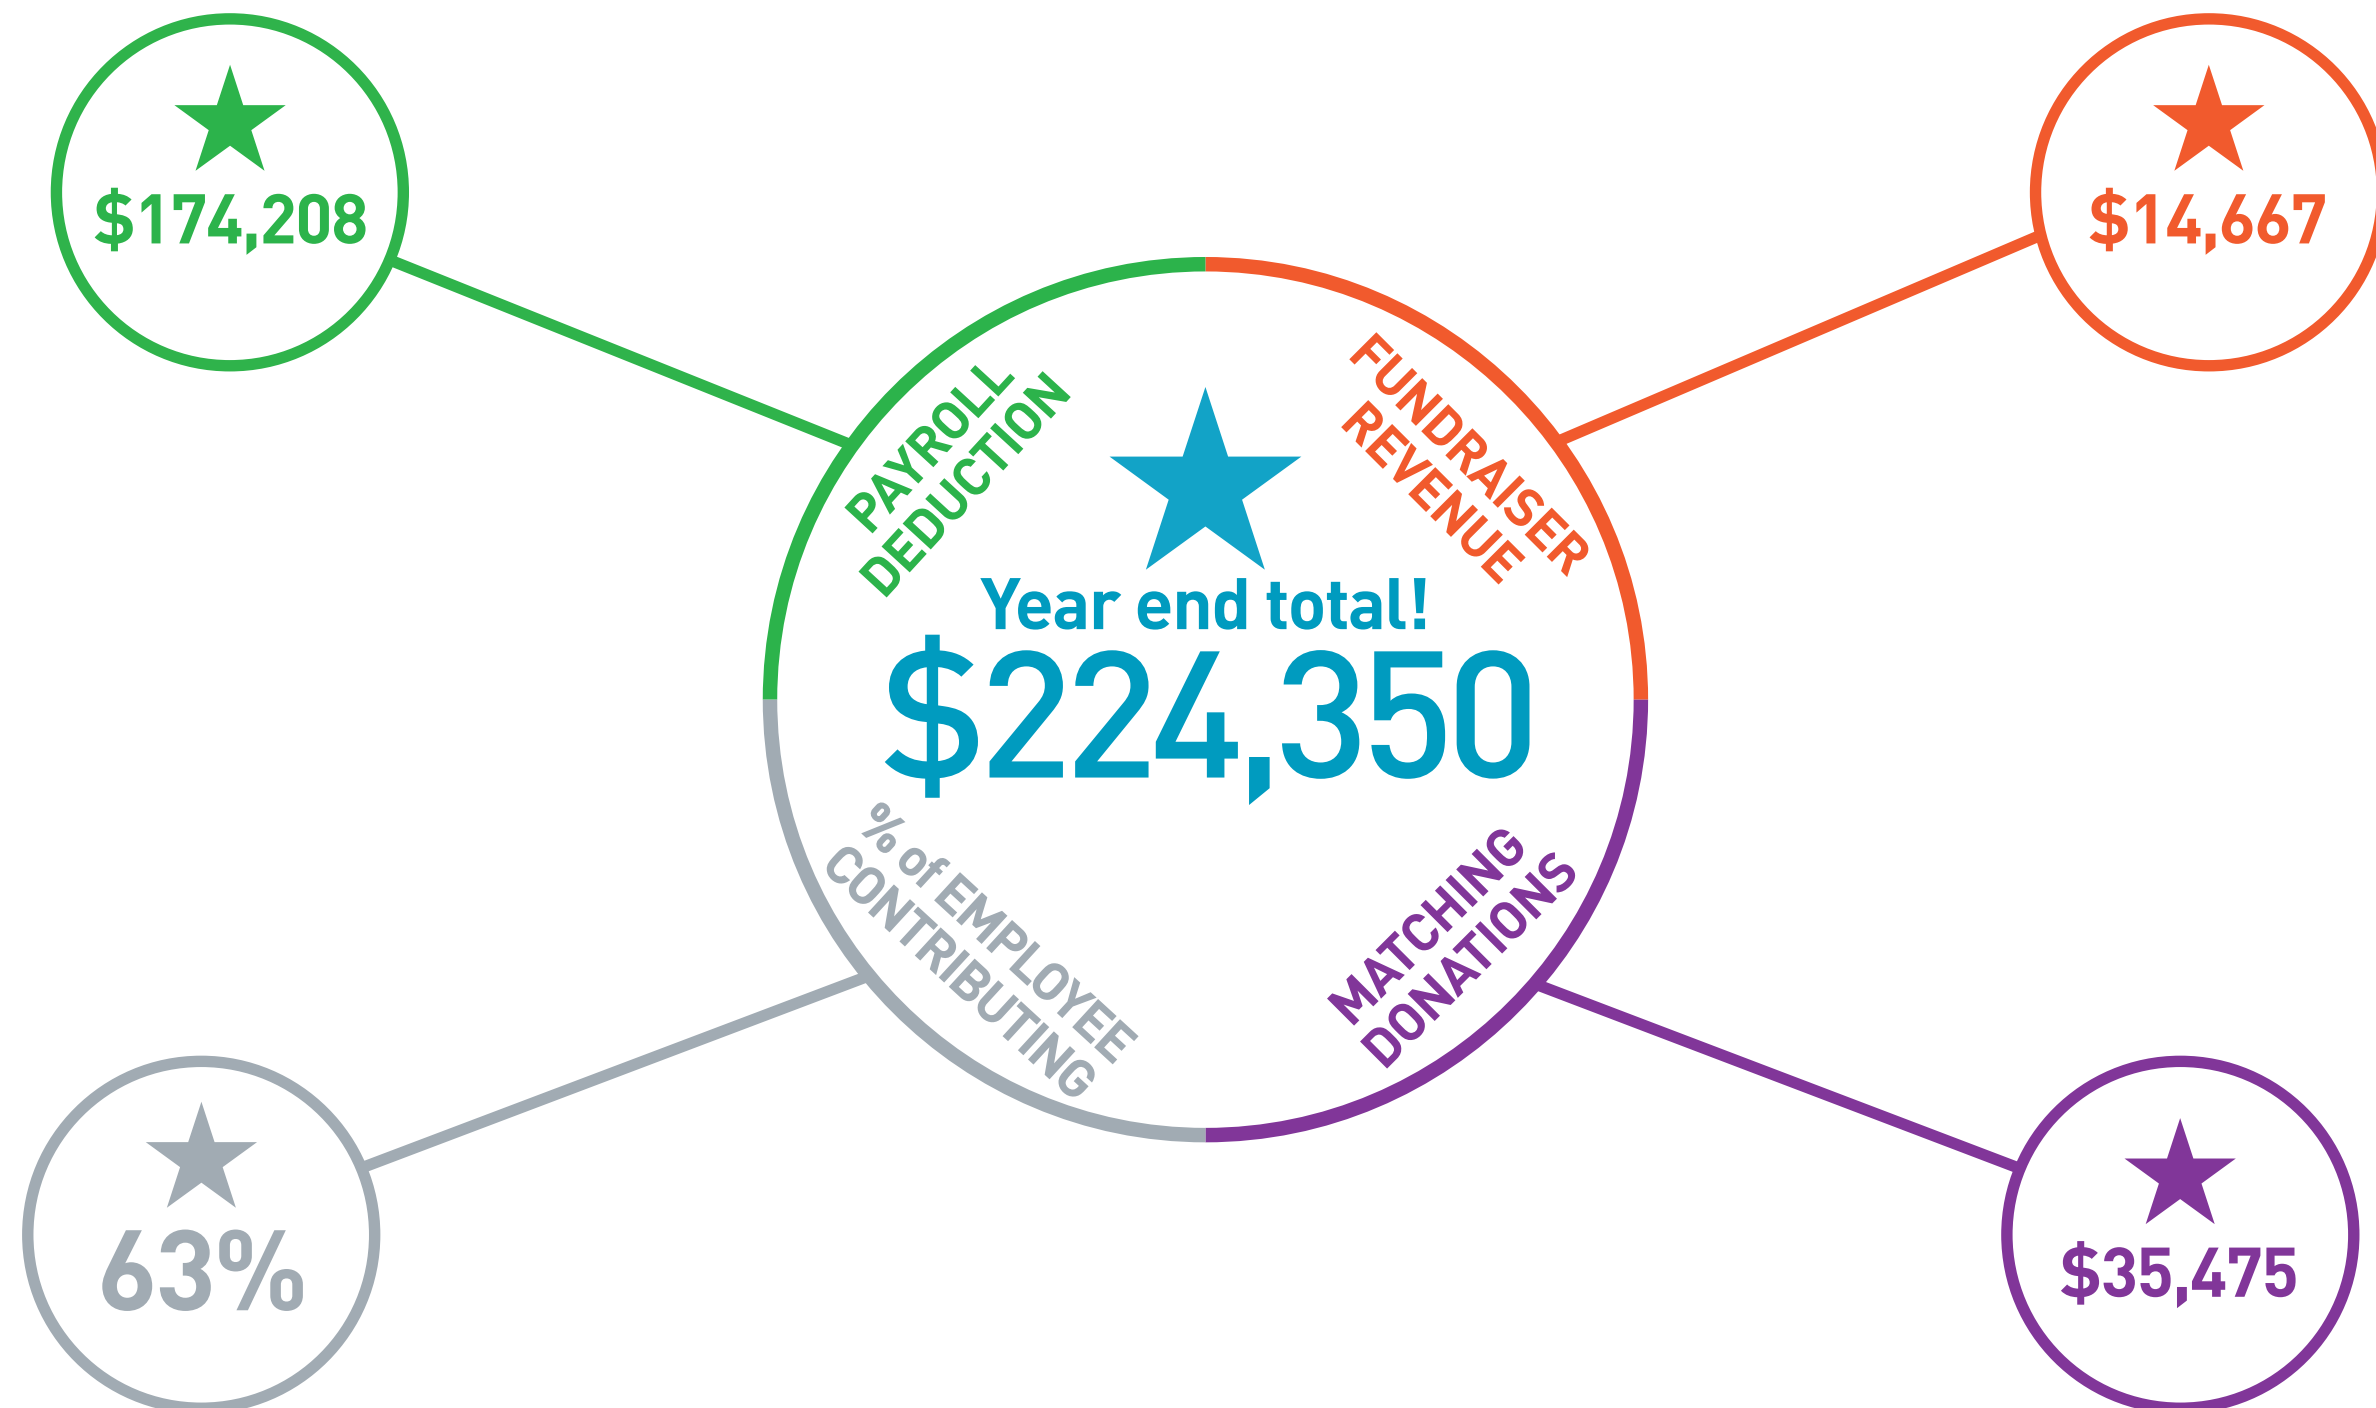 $174,208
$14,667
PAYROLL
DEDUCTION
FUNDRAISER
REVENUE
Year end total!
$224,350
% of EMPLOYEE
CONTRIBUTING
MATCHING
DONATIONS
63%
$35,475